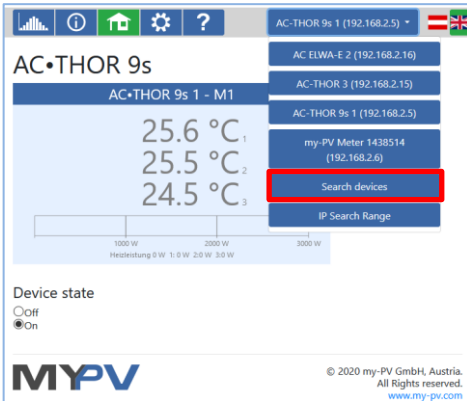 ?
AC-THOR 9s 1 (192.168.2.5)
AC ELWA-E 2 (192.168.2.16)
AC•THOR 9s
AC-THOR 3 (192.168.2.15)
AC•THOR 9s 1 - M1
AC-THOR 9s 1 (192.168.2.5)
25.6 °C 1
my-PV Meter 1438514
(192.168.2.6)
25.5 °C 2
Search devices
24.5 °C 3
IP Search Range
1000 W 2000 W 3000 W
Heizleistung 0 W 1: 0 W 2:0 W 3:0 W
Device state
Off
On
MYPV
© 2020 my-PV GmbH, Austria.
All Rights reserved.
www.my-pv.com